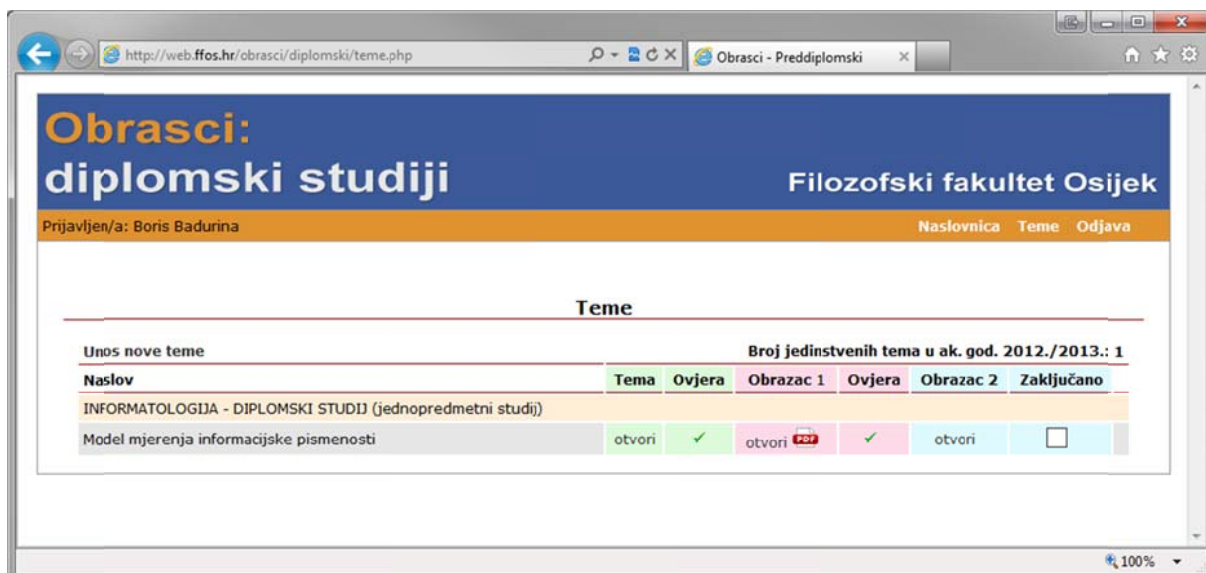 http://web.ffos.hr/obrasci/diplomski/teme.php Obrasci - Preddiplomski
Obrasci:
diplomski studiji Filozofski fakultet Osijek
Prijavljen/a: Boris Badurina Naslovnica Teme Odjava
Teme
Unos nove teme Broj jedinstvenih tema u ak. god. 2012./2013.: 1
Naslov Tema Ovjera Obrazac 1 Ovjera Obrazac 2 Zaključano
INFORMATOLOGIJA - DIPLOMSKI STUDIJ (jednopredmetni studij)
Model mjerenja informacijske pismenosti otvori ✓ otvori PDF ✓ otvori
100%